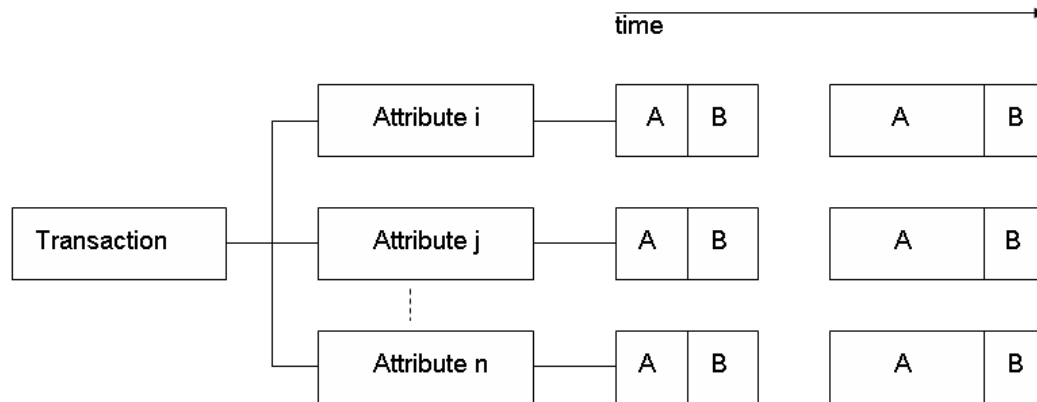 time
Attribute i A B A B
Transaction Attribute j A B A B
Attribute n A B A B